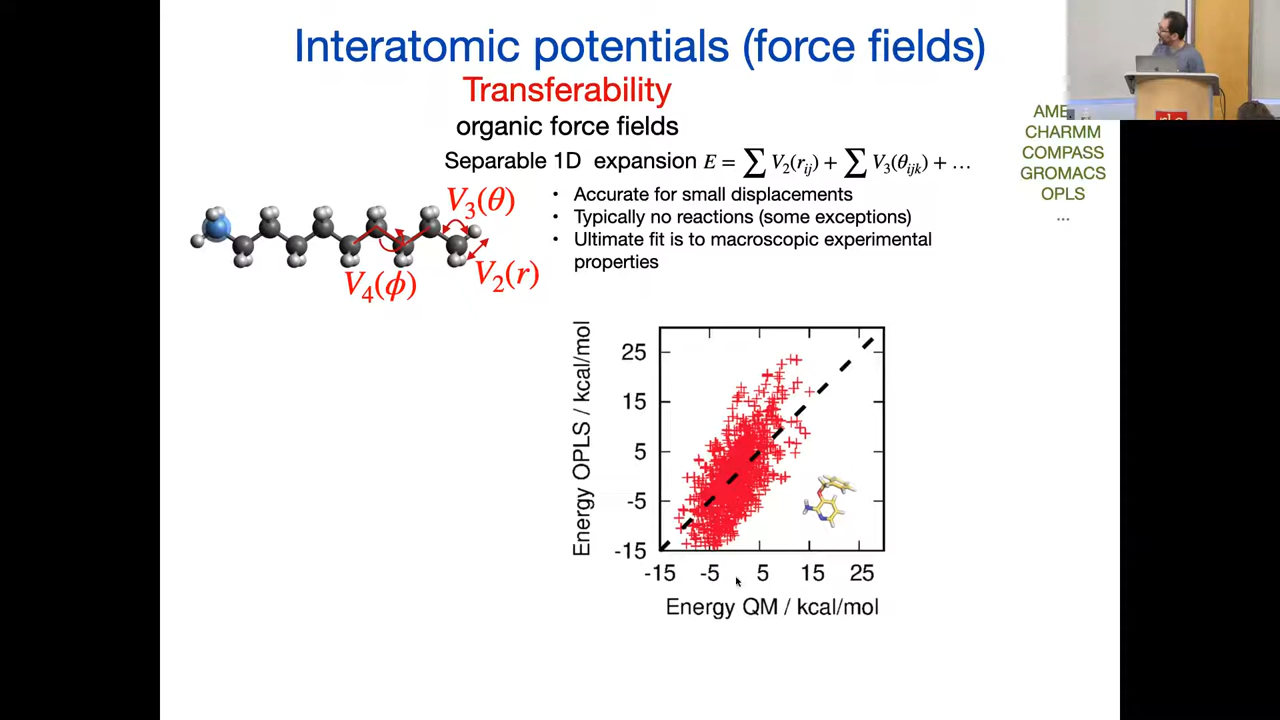 Interatomic potentials (force fields)
Transferability
organic force fields
Separable 1D expansion E = ∑ V₂(rᵢⱼ) + ∑ V₃(θᵢⱼₖ) + …
• Accurate for small displacements
• Typically no reactions (some exceptions)
• Ultimate fit is to macroscopic experimental
properties
CHARMM
COMPASS
GROMACS
OPLS
...
V₃(θ)
V₄(ϕ)
V₂(r)
Energy OPLS / kcal/mol
25
15
5
-5
-15
-15 -5 5 15 25
Energy QM / kcal/mol